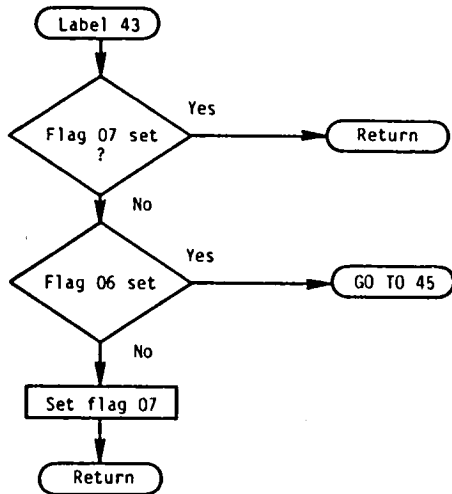 Label 43
Yes
Flag 07 set
?
Return
No
Yes
Flag 06 set
GO TO 45
No
Set flag 07
Return